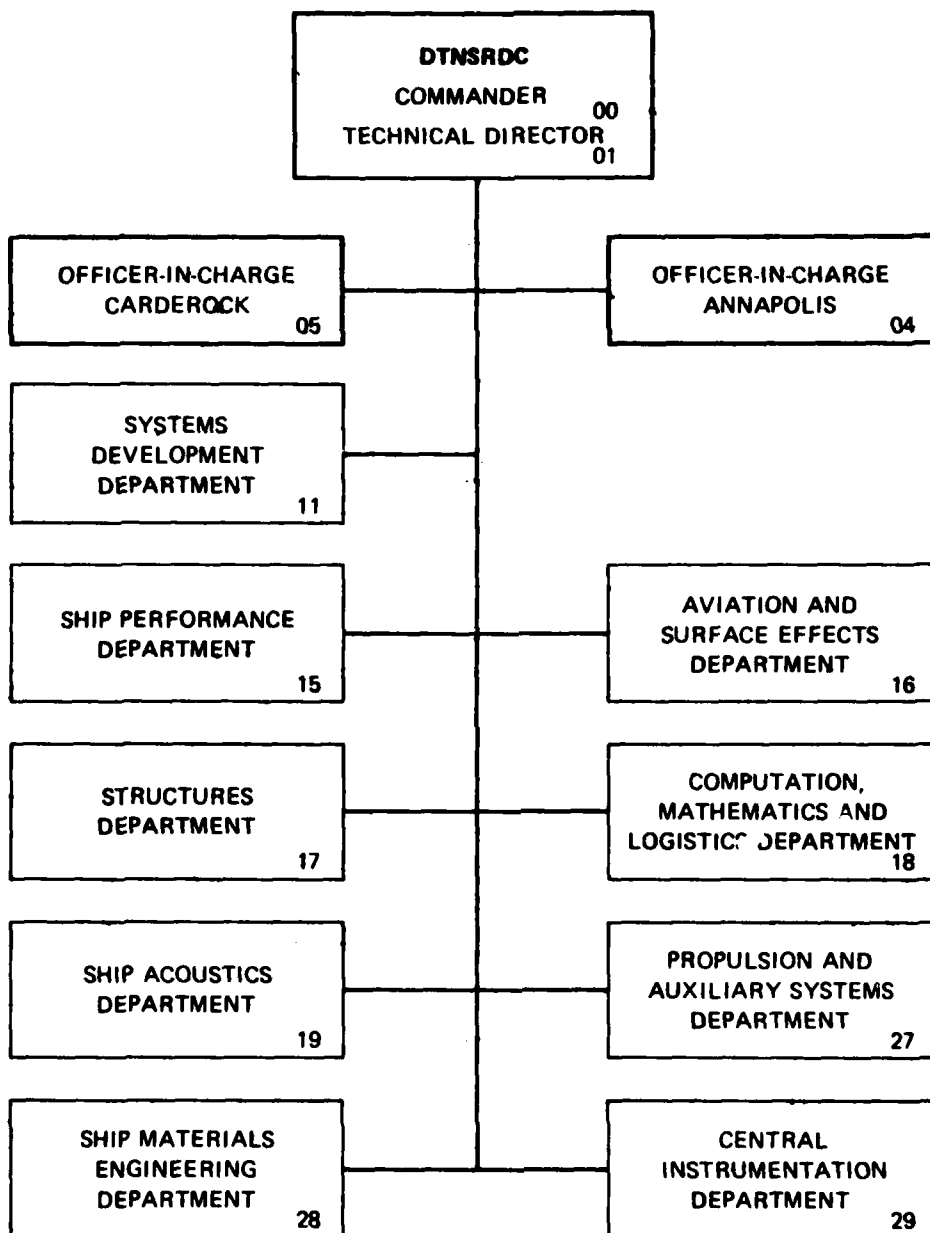 DTNSRDC
COMMANDER
00
TECHNICAL DIRECTOR
01
OFFICER-IN-CHARGE
CARDEROCK
05
OFFICER-IN-CHARGE
ANNAPOLIS
04
SYSTEMS
DEVELOPMENT
DEPARTMENT
11
SHIP PERFORMANCE
DEPARTMENT
15
AVIATION AND
SURFACE EFFECTS
DEPARTMENT
16
STRUCTURES
DEPARTMENT
17
COMPUTATION,
MATHEMATICS AND
LOGISTICS DEPARTMENT
18
SHIP ACOUSTICS
DEPARTMENT
19
PROPULSION AND
AUXILIARY SYSTEMS
DEPARTMENT
27
SHIP MATERIALS
ENGINEERING
DEPARTMENT
28
CENTRAL
INSTRUMENTATION
DEPARTMENT
29